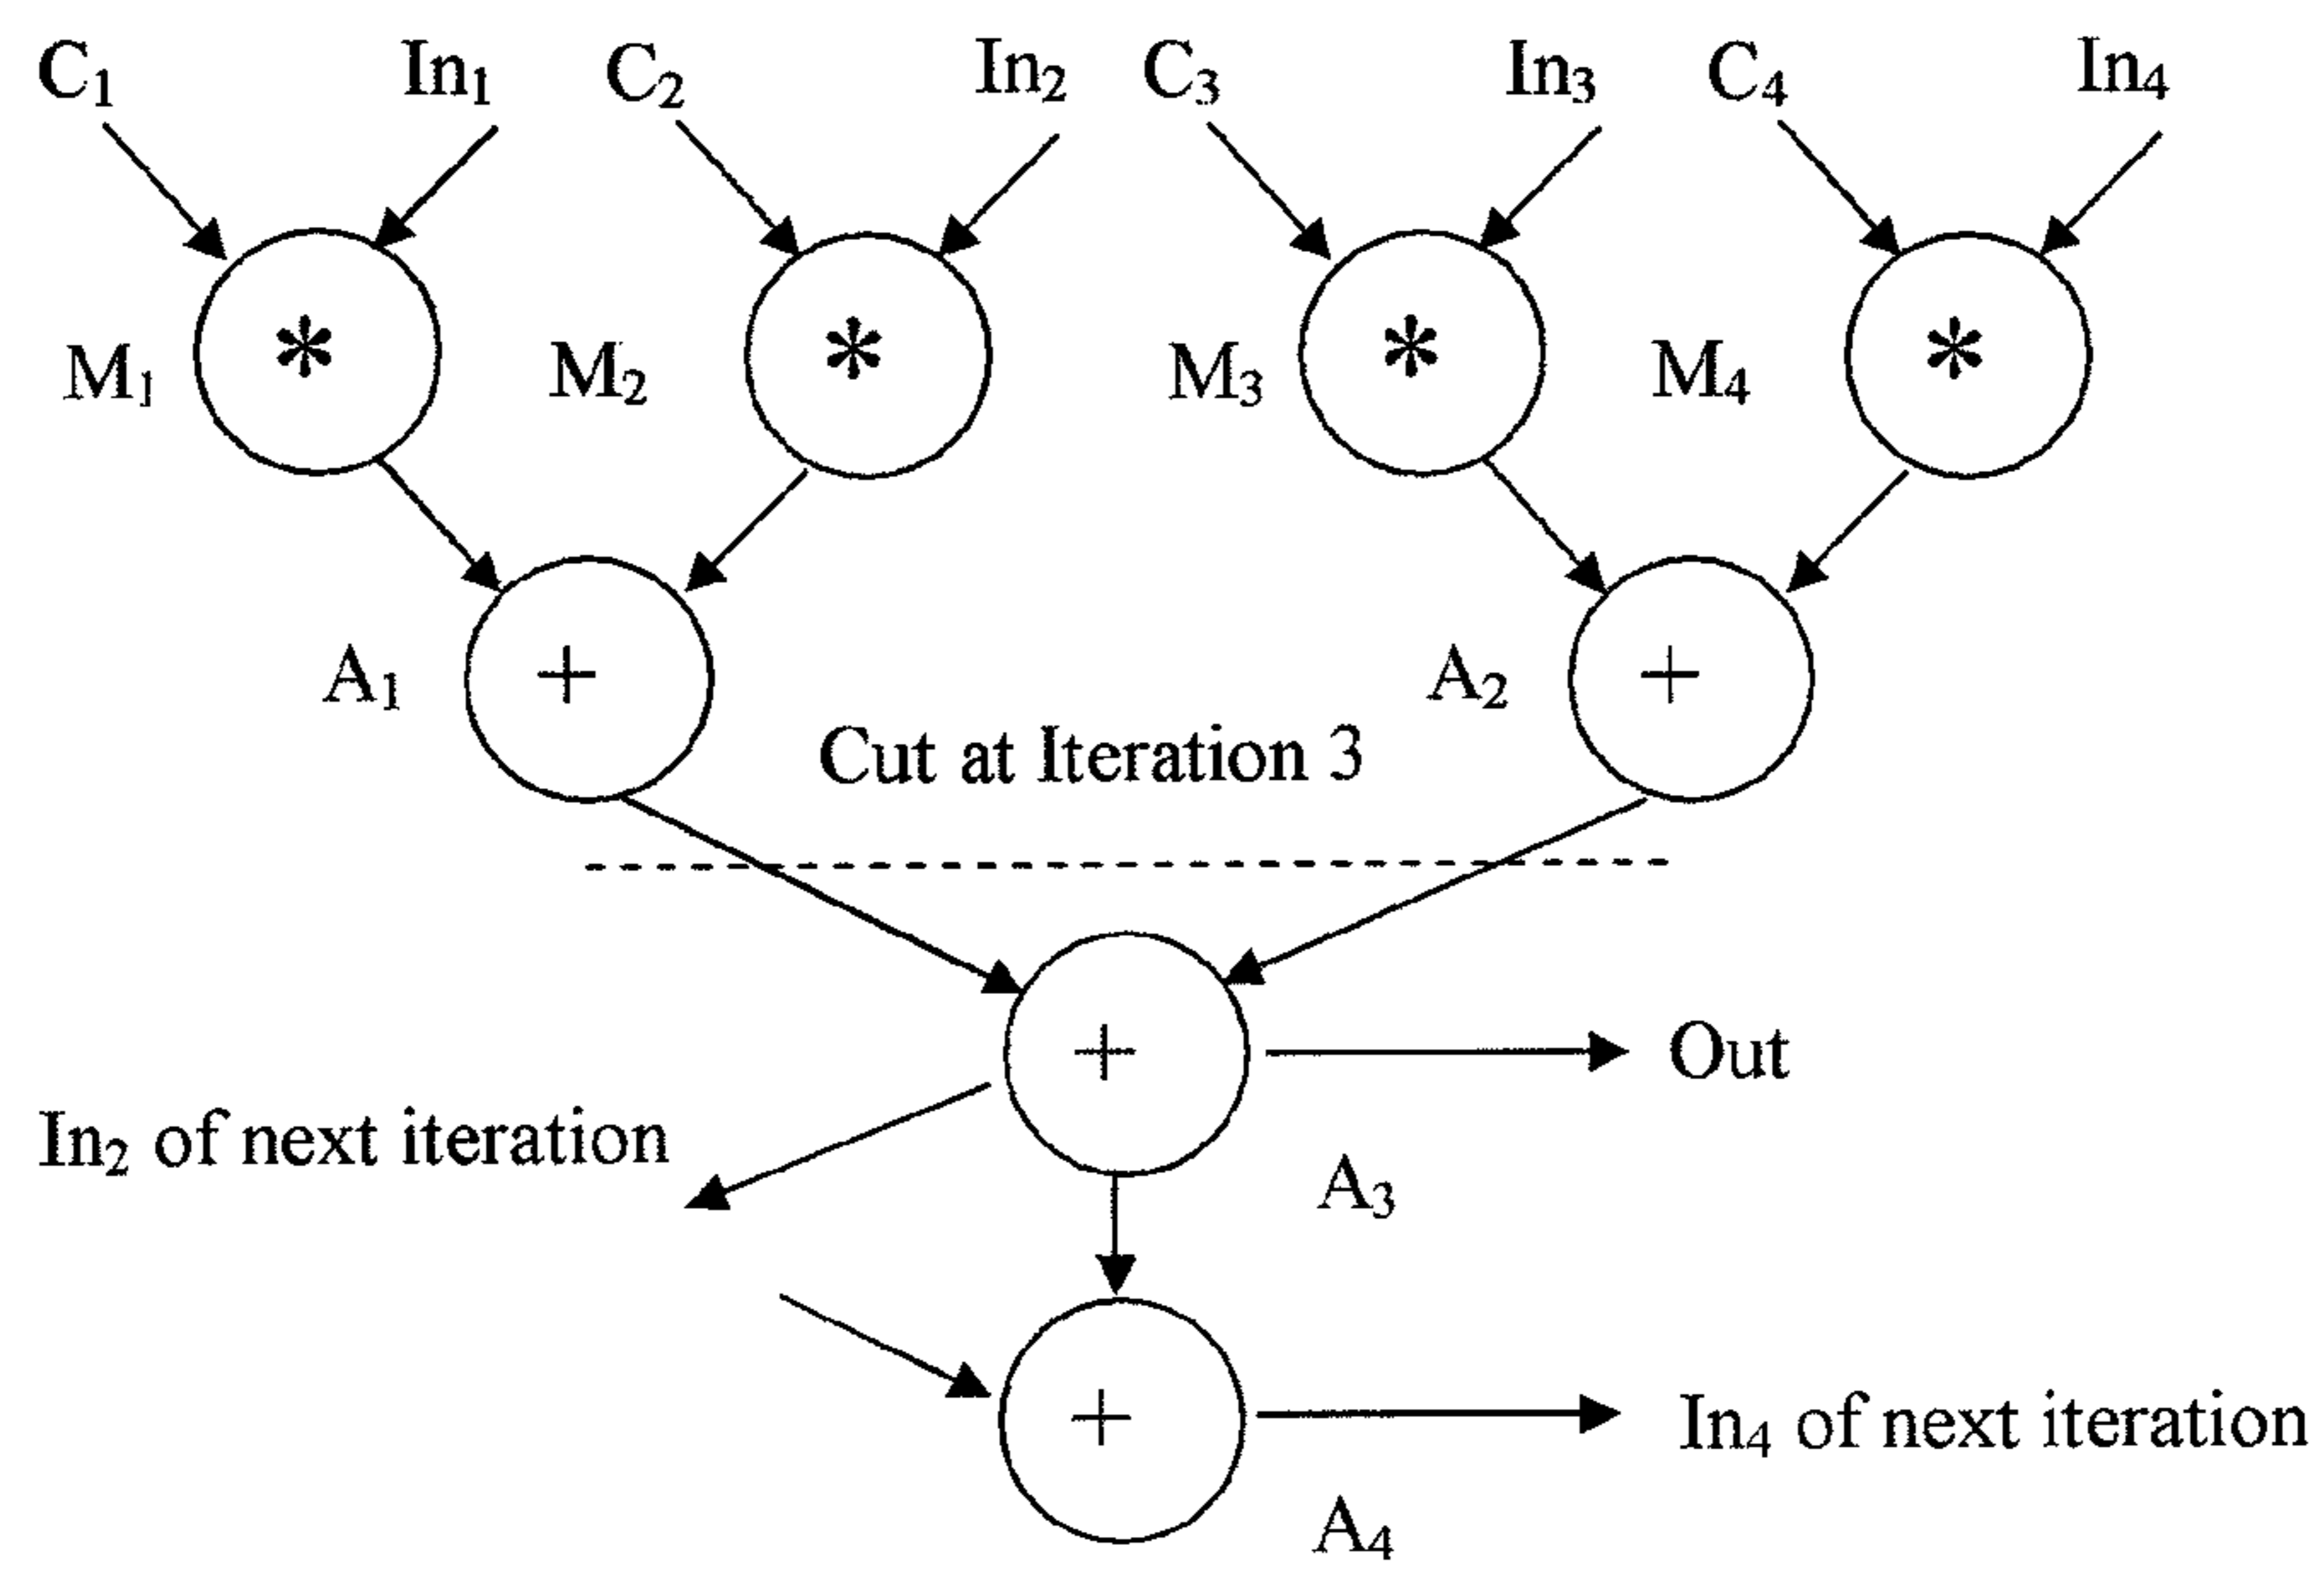 C₁ In₁ C₂ In₂ C₃ In₃ C₄ In₄
M₁ * M₂ * M₃ * M₄ *
A₁ + A₂ +
Cut at Iteration 3
+ Out
In₂ of next iteration
A₃
+ In₄ of next iteration
A₄